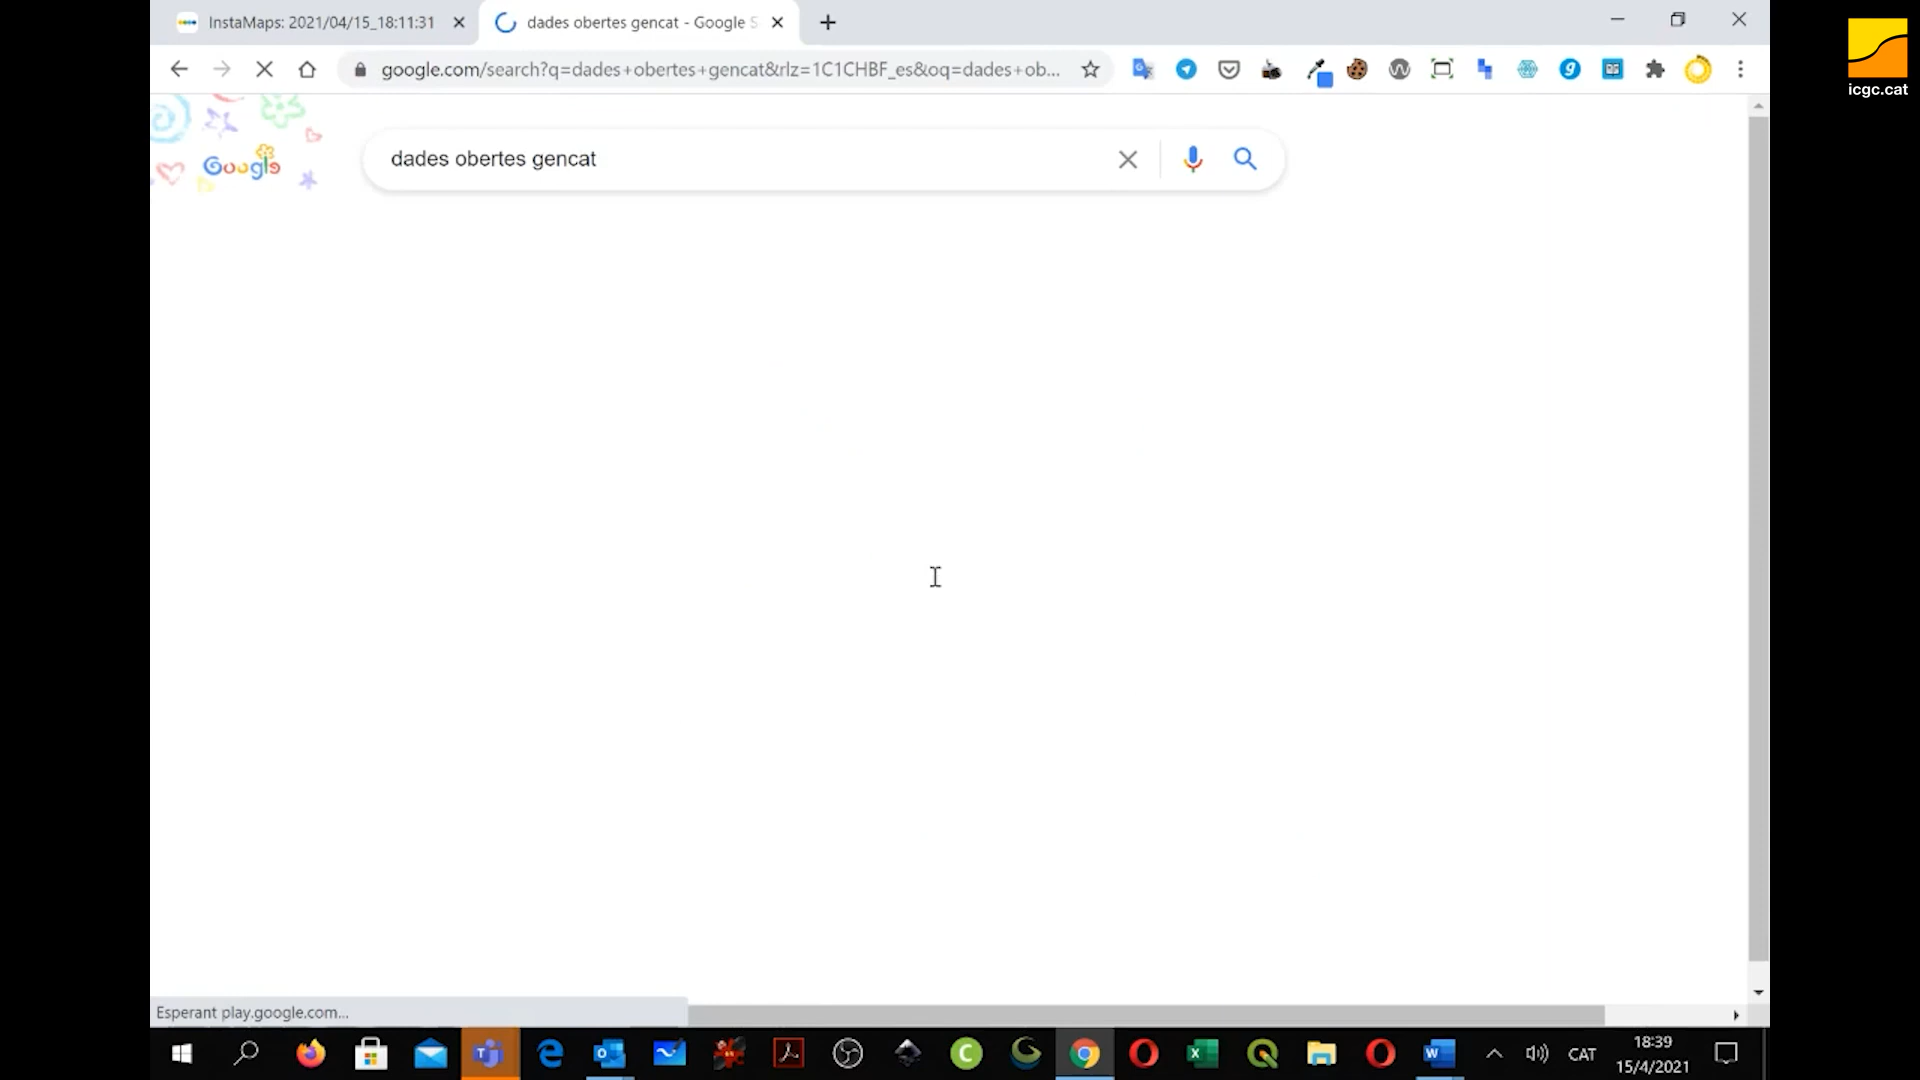 InstaMaps: 2021/04/15_18:11:31
dades obertes gencat - Google S
icgc.cat
google.com/search?q=dades+obertes+gencat&rlz=1C1CHBF_es&oq=dades+ob...
Google
dades obertes gencat
Esperant play.google.com...
CAT
18:39
15/4/2021